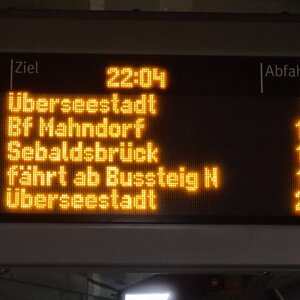 Ziel
22:04
Abfah
Überseestadt
Bf Mahndorf
Sebaldsbrück
fährt ab Bussteig N
Überseestadt